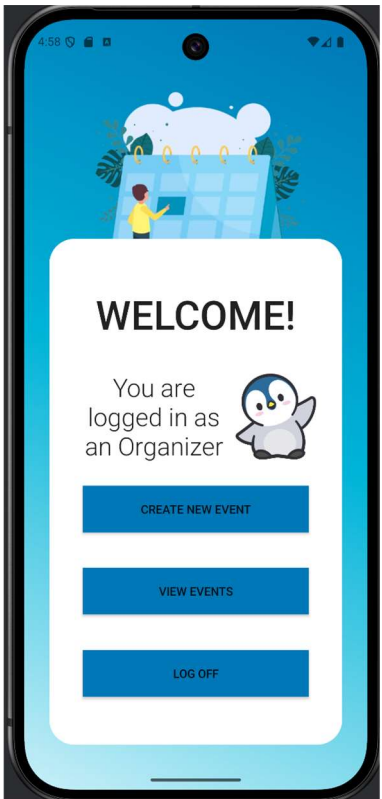 4:58
WELCOME!
You are
logged in as
an Organizer
CREATE NEW EVENT
VIEW EVENTS
LOG OFF